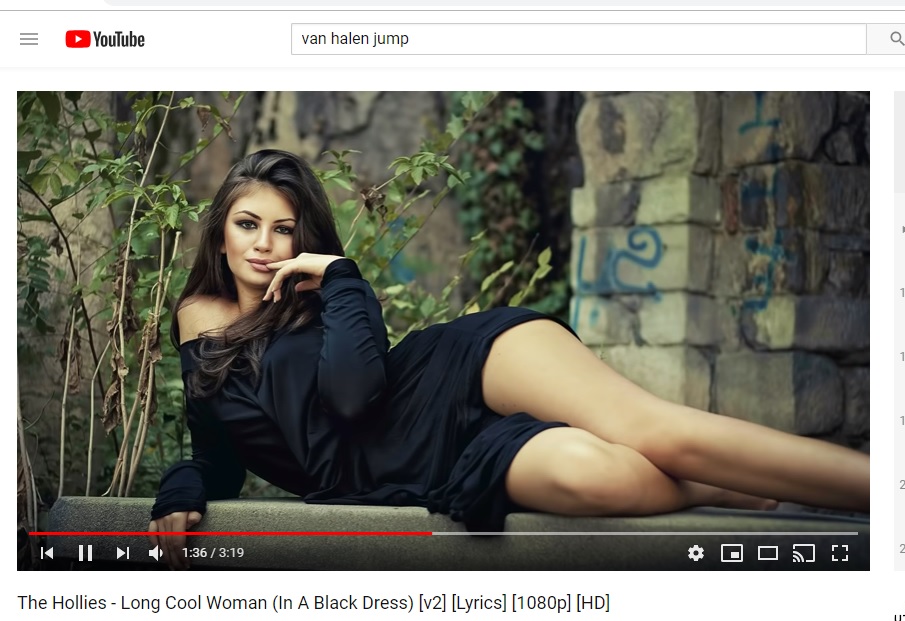 YouTube
van halen jump
1:36 / 3:19
The Hollies - Long Cool Woman (In A Black Dress) [v2] [Lyrics] [1080p] [HD]